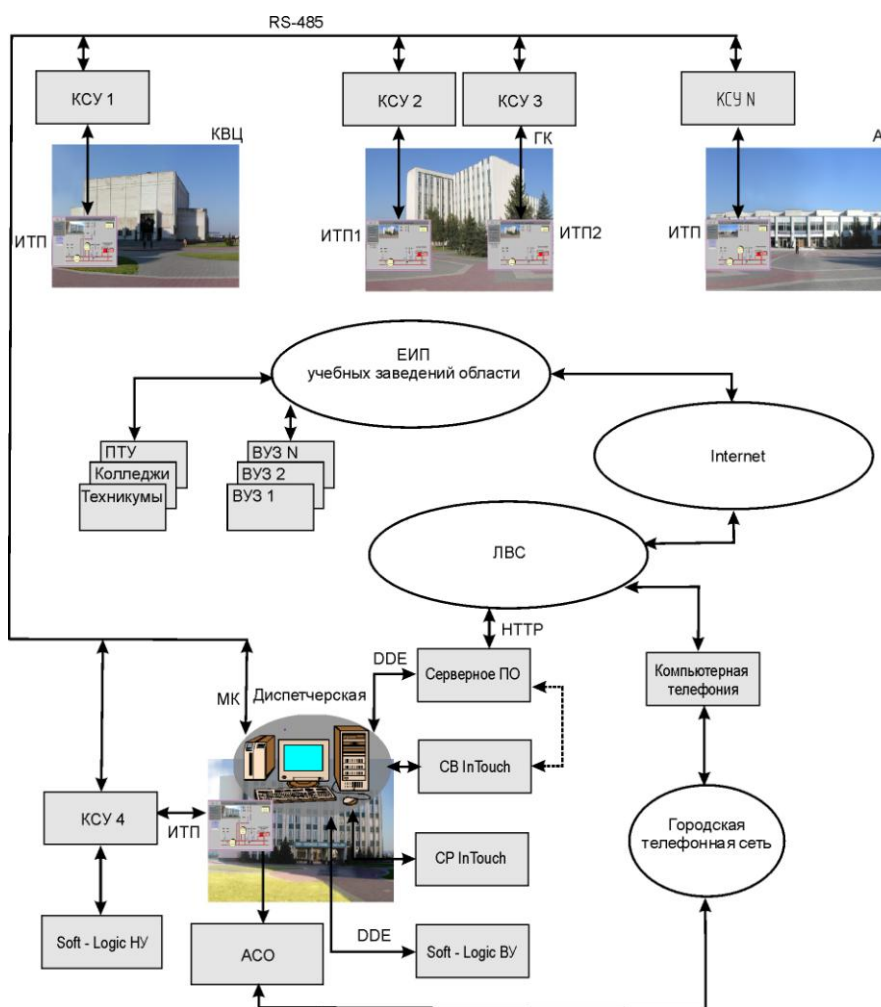 RS-485
КСУ 1
КСУ 2
КСУ 3
КСУ N
КВЦ
ГК
А
ИТП
ИТП1
ИТП2
ИТП
ЕИП
учебных заведений области
ПТУ
Колледжи
Техникумы
ВУЗ N
ВУЗ 2
ВУЗ 1
Internet
ЛВС
HTTP
DDE
Серверное ПО
Компьютерная
телефония
МК
Диспетчерская
СВ InTouch
КСУ 4
ИТП
СР InTouch
Городская
телефонная сеть
Soft - Logic НУ
АСО
DDE
Soft - Logic ВУ